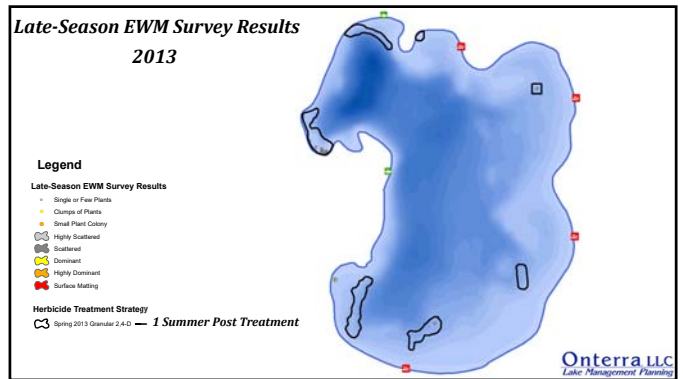 Late-Season EWM Survey Results
2013
Legend
Late-Season EWM Survey Results
Single or Few Plants
Clumps of Plants
Small Plant Colony
Highly Scattered
Scattered
Dominant
Highly Dominant
Surface Matting
Herbicide Treatment Strategy
Spring 2013 Granular 2,4-D — 1 Summer Post Treatment
Onterra LLC
Lake Management Planning